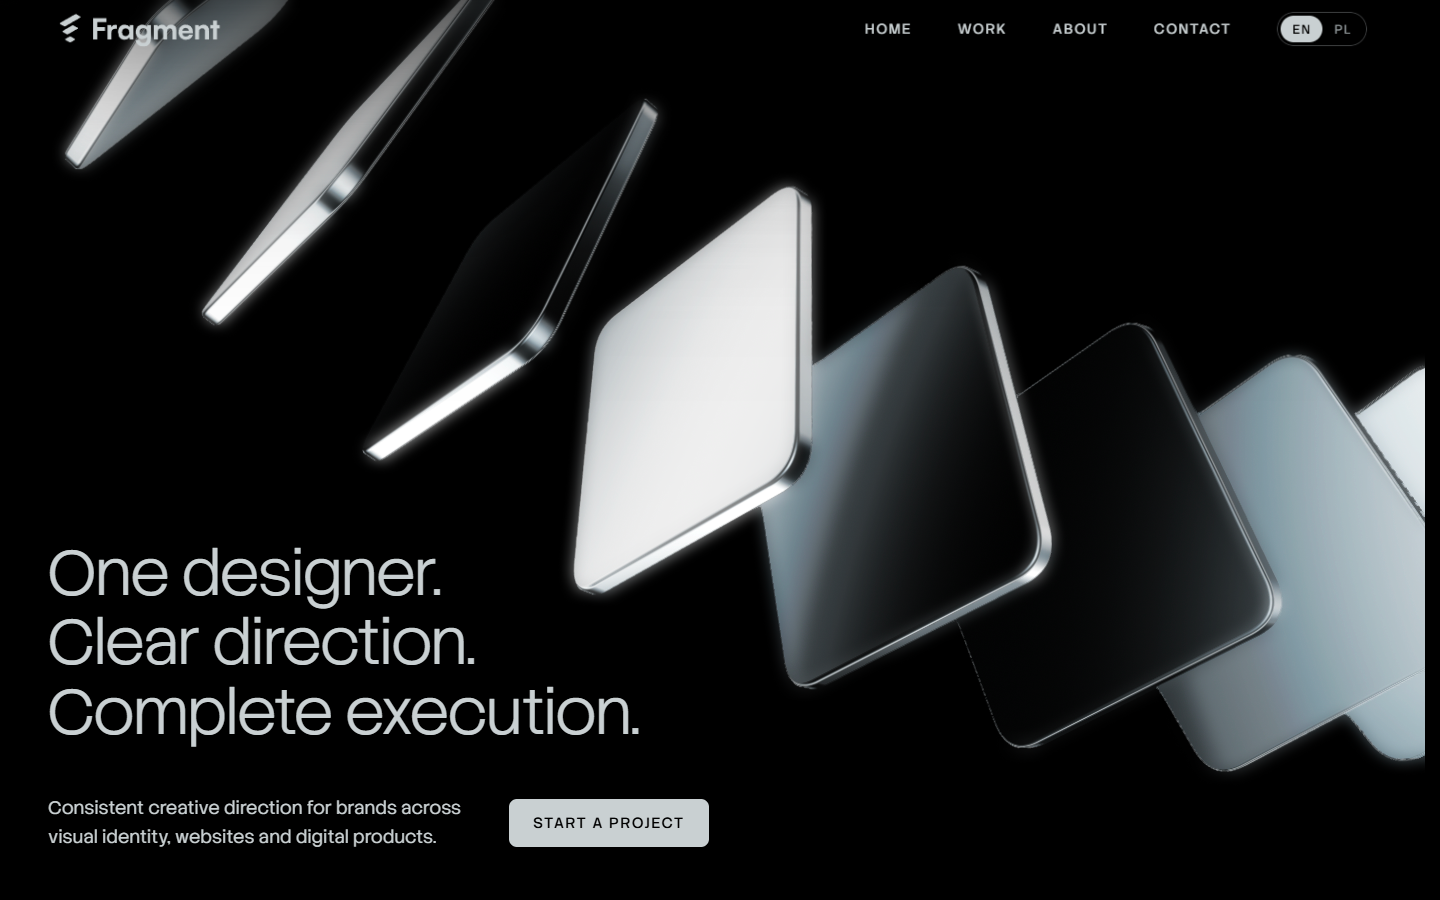 Fragment
HOME WORK ABOUT CONTACT EN PL
One designer.
Clear direction.
Complete execution.
Consistent creative direction for brands across
visual identity, websites and digital products.
START A PROJECT